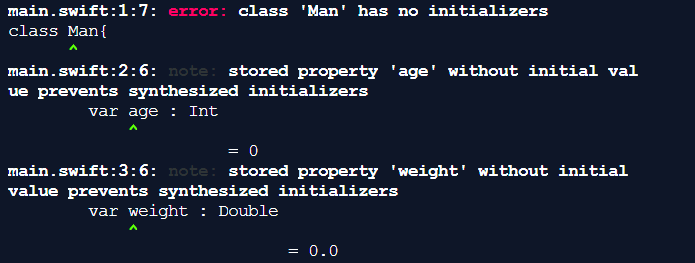 main.swift:1:7: error: class 'Man' has no initializers
class Man{
^
main.swift:2:6: note: stored property 'age' without initial val
ue prevents synthesized initializers
var age : Int
^
= 0
main.swift:3:6: note: stored property 'weight' without initial
value prevents synthesized initializers
var weight : Double
^
= 0.0